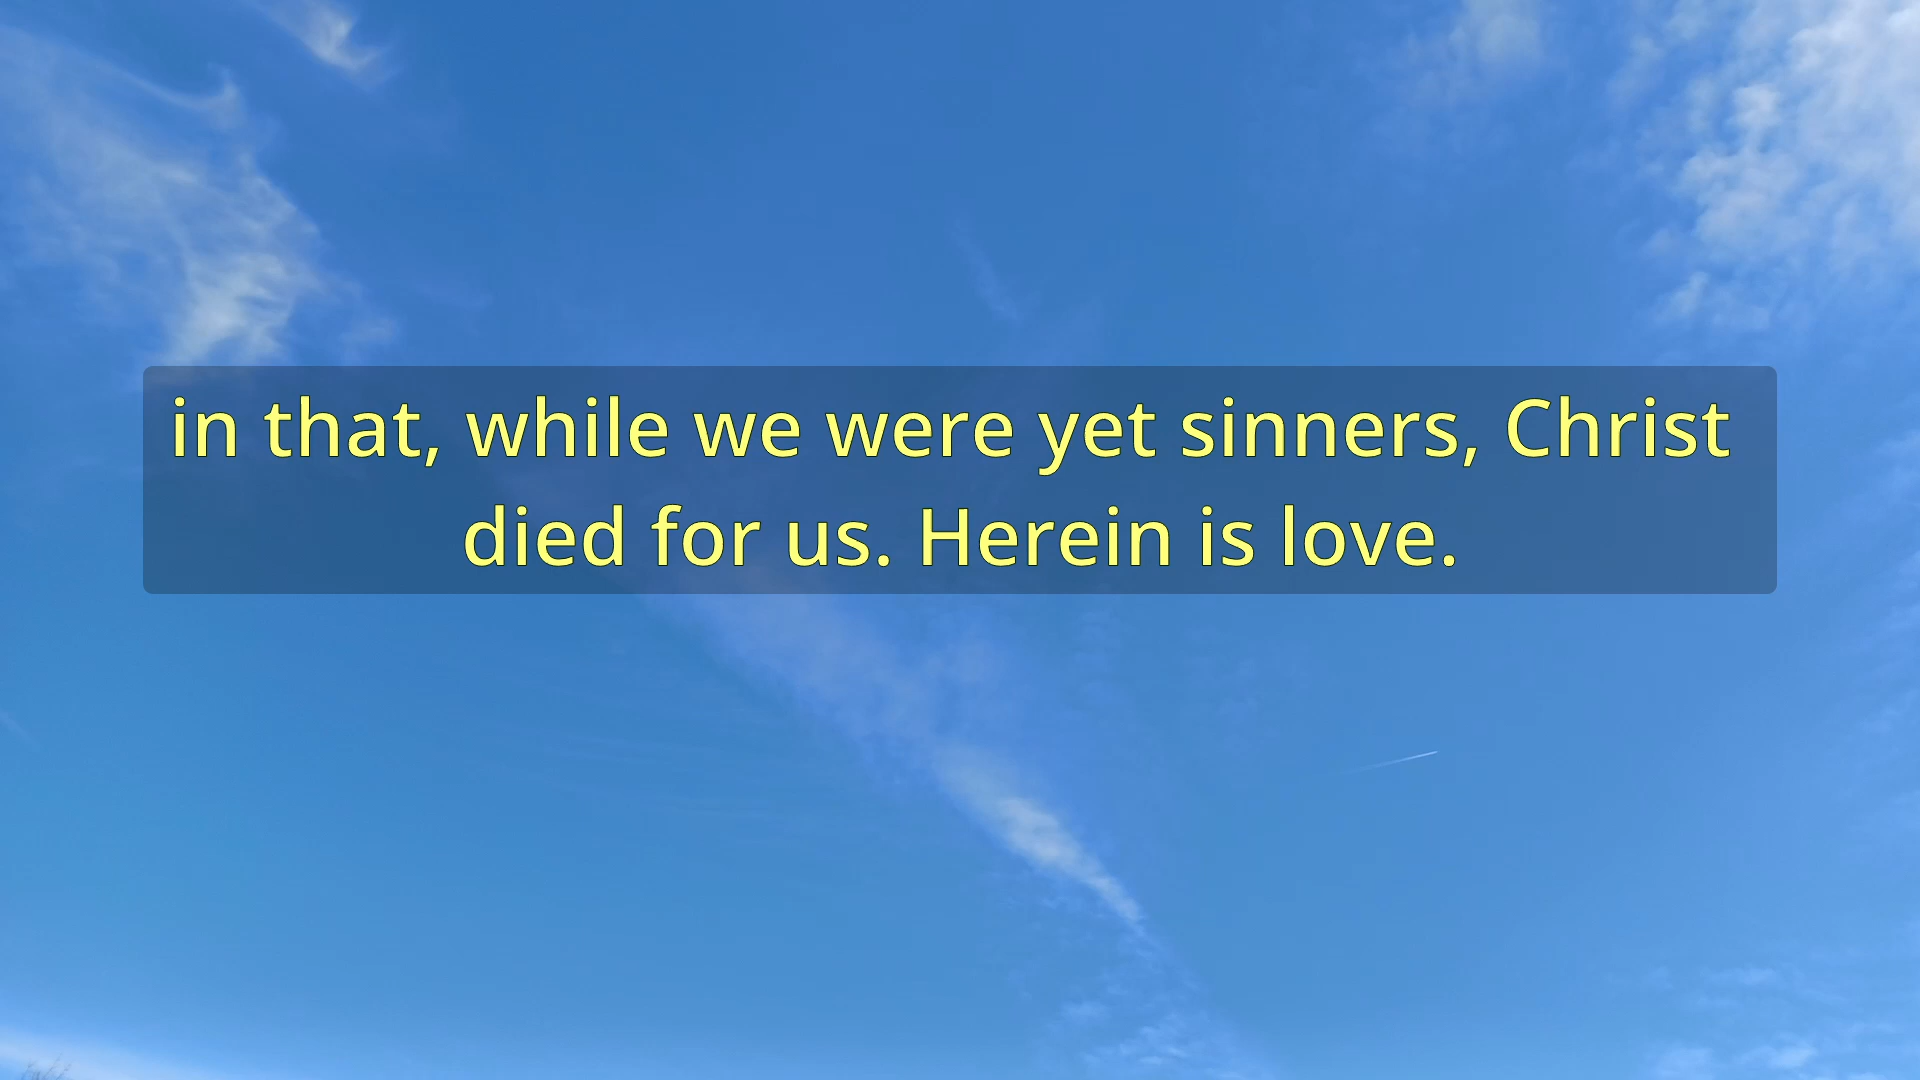 in that, while we were yet sinners, Christ
died for us. Herein is love.